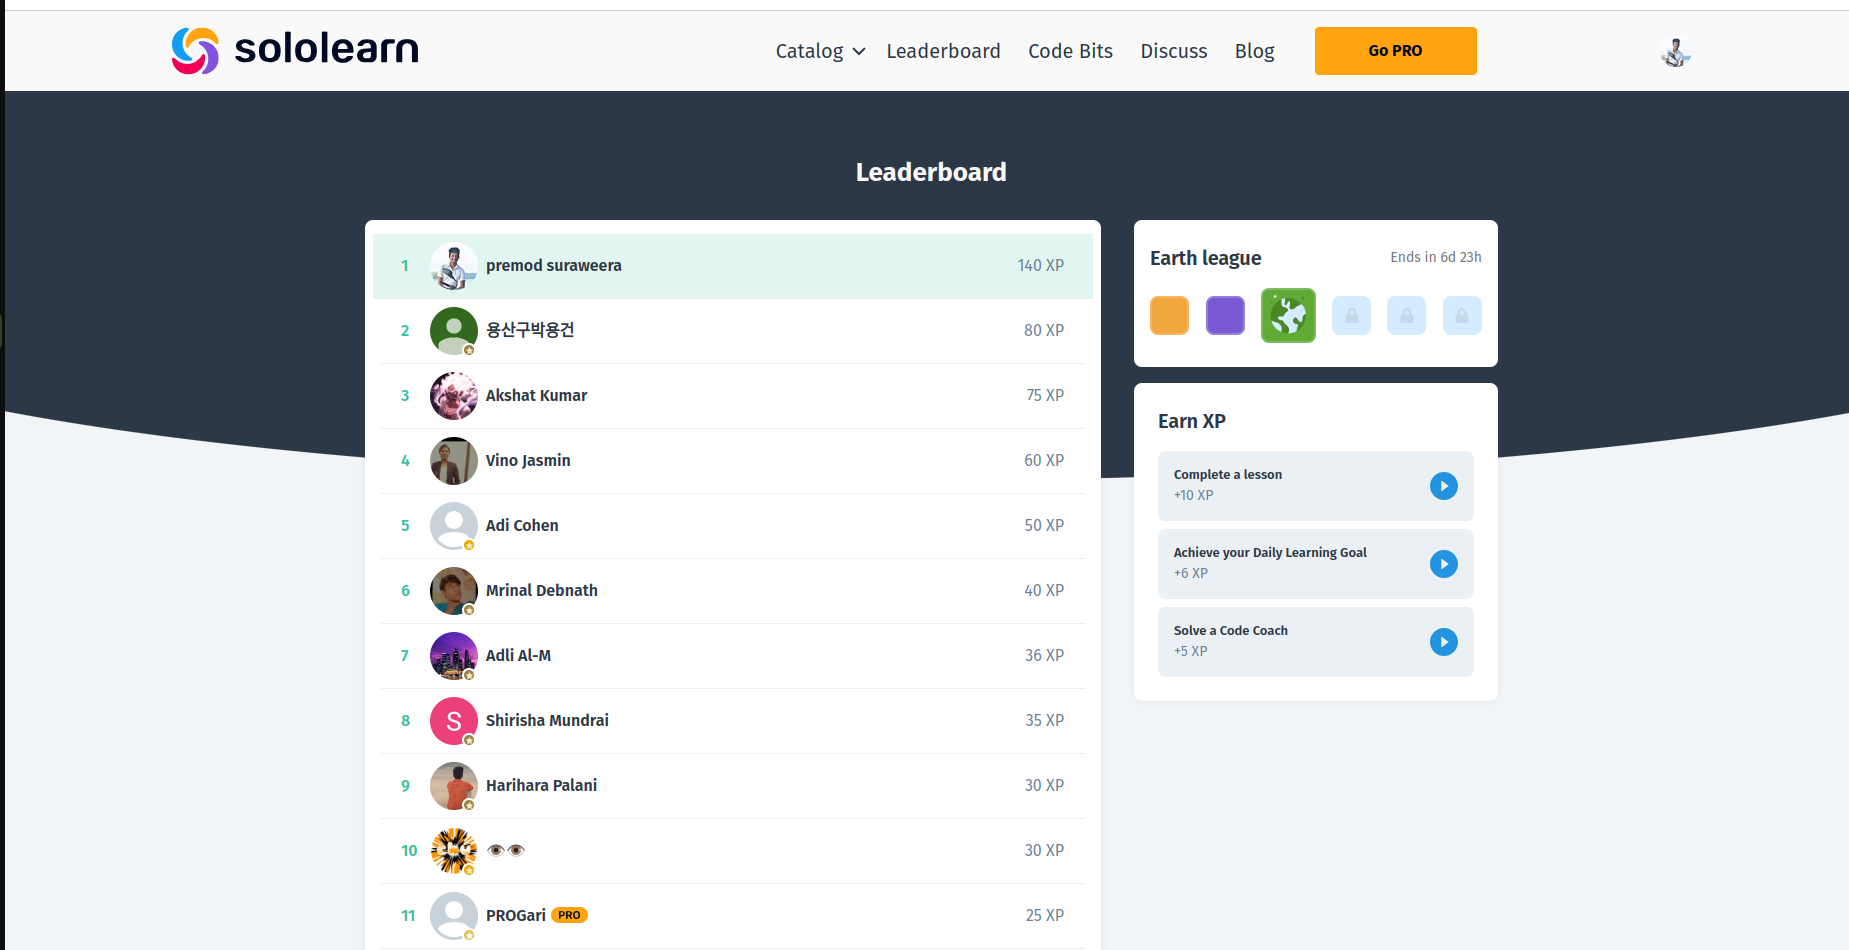 sololearn
Catalog Leaderboard Code Bits Discuss Blog Go PRO
Leaderboard
1 premod suraweera 140 XP
2 용산구박용건 80 XP
3 Akshat Kumar 75 XP
4 Vino Jasmin 60 XP
5 Adi Cohen 50 XP
6 Mrinal Debnath 40 XP
7 Adli Al-M 36 XP
8 S Shirisha Mundrai 35 XP
9 Harihara Palani 30 XP
10 👁️👁️ 30 XP
11 PROGari PRO 25 XP
Earth league Ends in 6d 23h
Earn XP
Complete a lesson
+10 XP
Achieve your Daily Learning Goal
+6 XP
Solve a Code Coach
+5 XP